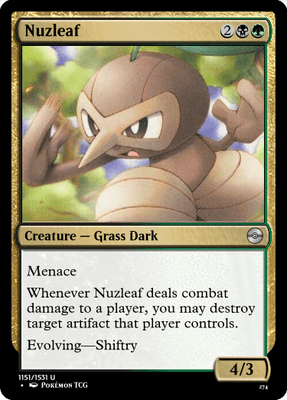 Nuzleaf 2
Creature — Grass Dark
Menace
Whenever Nuzleaf deals combat
damage to a player, you may destroy
target artifact that player controls.
Evolving—Shiftry
4/3
1151/1531 U
• Pokémon TCG